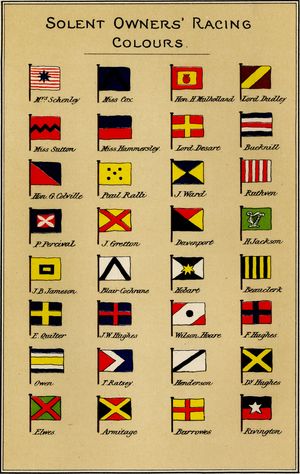 SOLENT OWNERS' RACING
COLOURS.
Mrs. Schenley Miss Cox. Hon. H. Mulholland Lord Dudley
Miss Sutton Miss Hammersley Lord Desart Bucknill
Hon. G. Colville Paul Ralli J. Ward Ruthven
P. Percival J. Gretton Davenport H. Jackson
J.B. Jameson Blair Cochrane Hobart Beauclerk
E. Quilter J.W. Hughes Wilson Hoare F. Hughes
Owen T. Ratsey Henderson Dr. Hughes
Elwes Armitage Barrowes Rivington